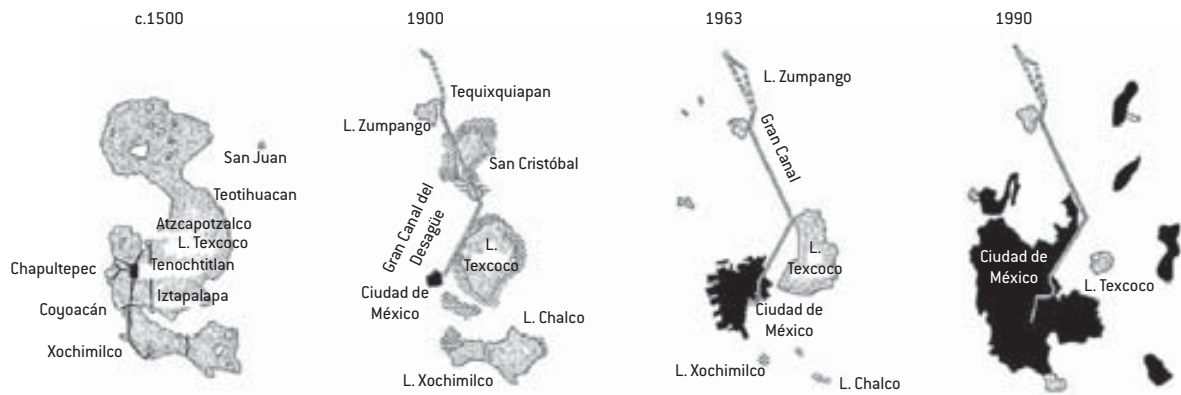 c.1500
San Juan
Teotihuacan
Atzcapotzalco
L. Texcoco
Chapultepec
Tenochtitlan
Iztapalapa
Coyoacán
Xochimilco
1900
Tequixquiapan
L. Zumpango
San Cristóbal
Gran Canal del
Desagüe
L.
Texcoco
Ciudad de
México
L. Chalco
L. Xochimilco
1963
L. Zumpango
Gran Canal
L.
Texcoco
Ciudad de
México
L. Xochimilco
L. Chalco
1990
Ciudad de
México
L. Texcoco